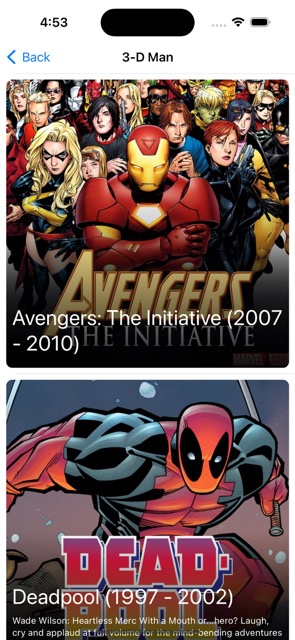 4:53
Back
3-D Man
AVENGERS
THE INITIATIVE
Avengers: The Initiative (2007
- 2010)
MARVEL
DEAD-
POOL
Deadpool (1997 - 2002)
Wade Wilson: Heartless Merc With a Mouth or...hero? Laugh,
cry and applaud at full volume for the mind-bending adventures